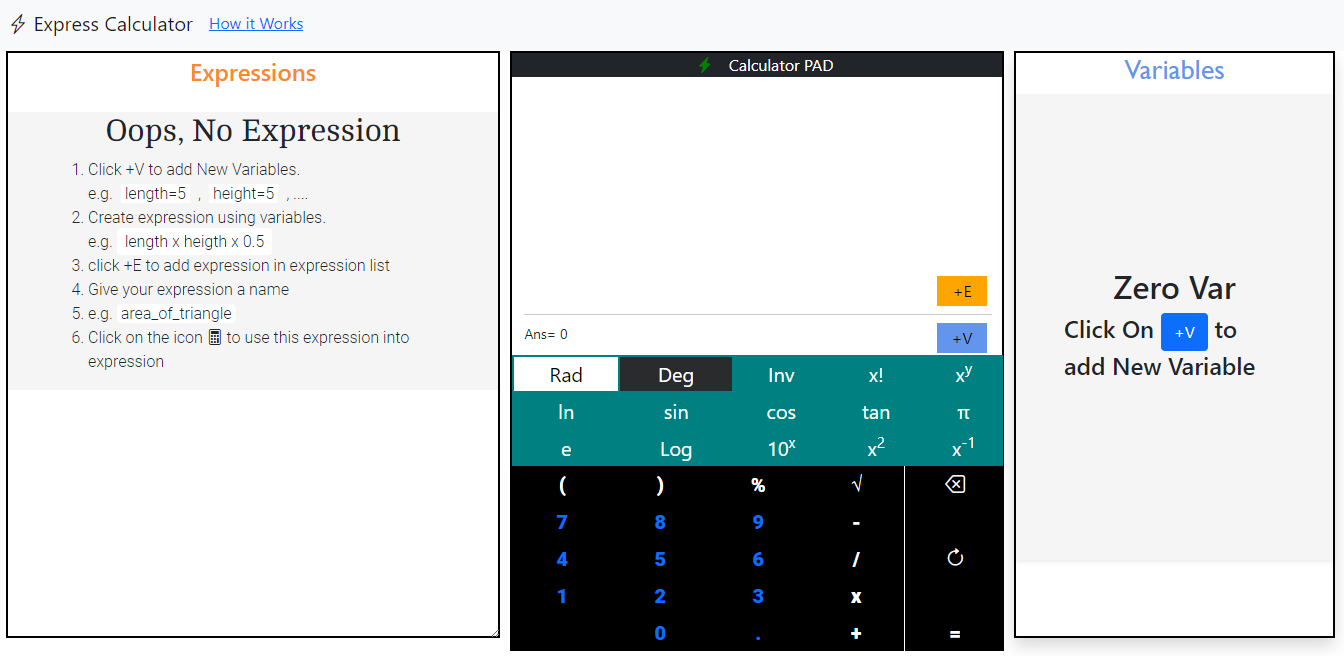 Express Calculator How it Works
Expressions
Oops, No Expression
1. Click +V to add New Variables.
e.g. length=5 , height=5 , ....
2. Create expression using variables.
e.g. length x heigth x 0.5
3. click +E to add expression in expression list
4. Give your expression a name
5. e.g. area_of_triangle
6. Click on the icon to use this expression into
expression
Calculator PAD
+E
Ans= 0
+V
Rad Deg Inv x! x^y
ln sin cos tan π
e Log 10^x x^2 x^-1
( ) % √
7 8 9 -
4 5 6 /
1 2 3 x
0 . + =
Variables
Zero Var
Click On +V to
add New Variable